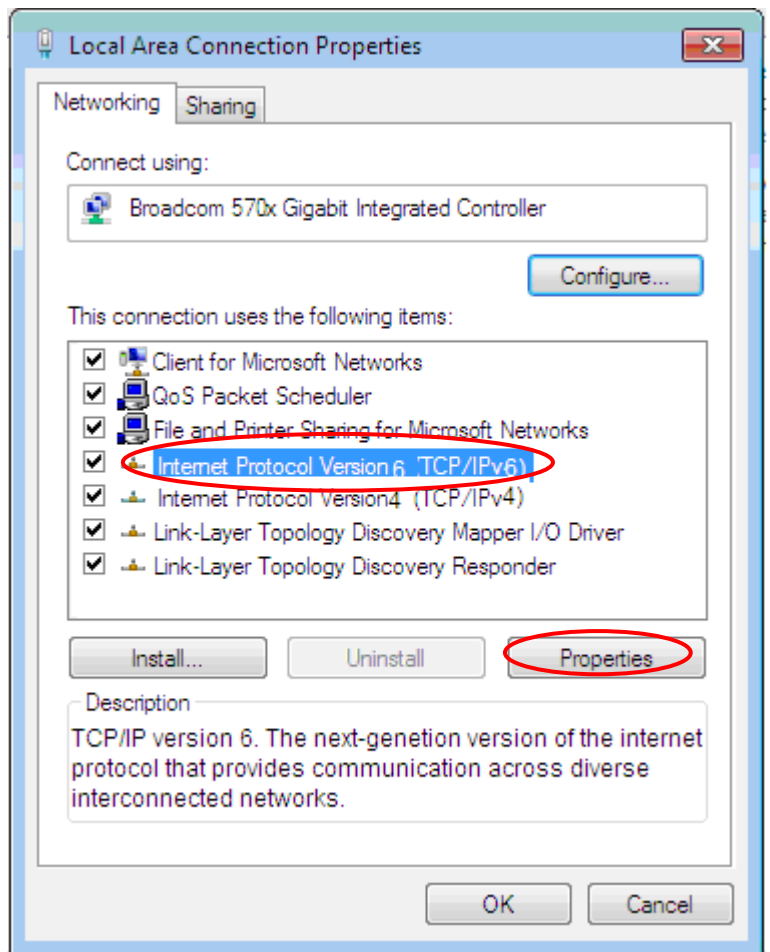 Local Area Connection Properties
Networking
Sharing
Connect using:
Broadcom 570x Gigabit Integrated Controller
Configure...
This connection uses the following items:
Client for Microsoft Networks
QoS Packet Scheduler
File and Printer Sharing for Microsoft Networks
Internet Protocol Version 6 (TCP/IPv6)
Internet Protocol Version4 (TCP/IPv4)
Link-Layer Topology Discovery Mapper I/O Driver
Link-Layer Topology Discovery Responder
Install...
Uninstall
Properties
Description
TCP/IP version 6. The next-genetion version of the internet
protocol that provides communication across diverse
interconnected networks.
OK
Cancel